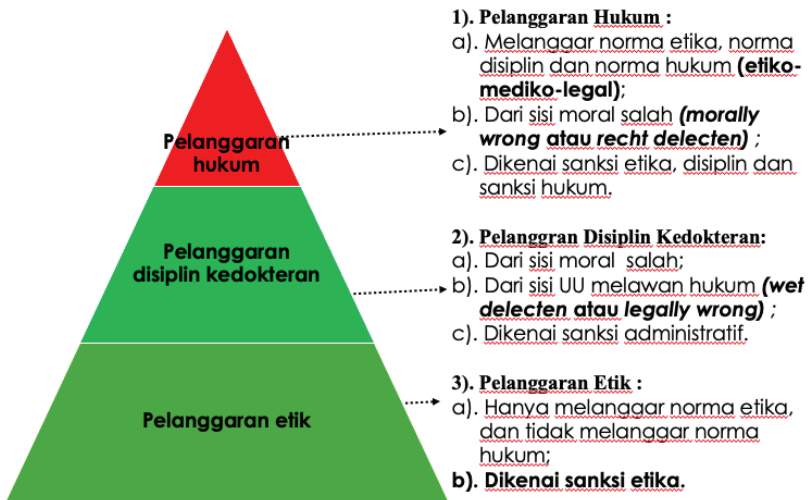 Pelanggaran
hukum
Pelanggaran
disiplin kedokteran
Pelanggaran etik
1). Pelanggaran Hukum :
a). Melanggar norma etika, norma
disiplin dan norma hukum (etiko-
mediko-legal);
b). Dari sisi moral salah (morally
wrong atau recht delecten) ;
c). Dikenai sanksi etika, disiplin dan
sanksi hukum.
2). Pelanggran Disiplin Kedokteran:
a). Dari sisi moral salah;
b). Dari sisi UU melawan hukum (wet
delecten atau legally wrong) ;
c). Dikenai sanksi administratif.
3). Pelanggaran Etik :
a). Hanya melanggar norma etika,
dan tidak melanggar norma
hukum;
b). Dikenai sanksi etika.